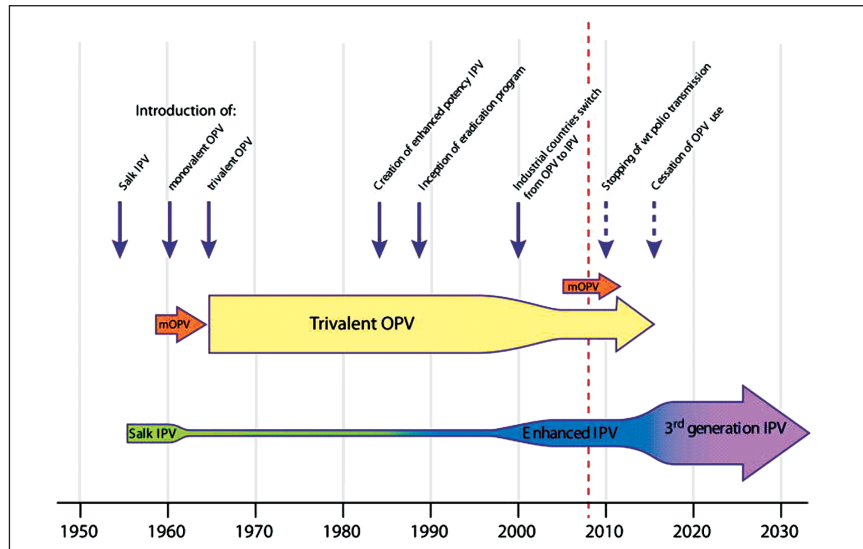 Introduction of:
Salk IPV
monovalent OPV
trivalent OPV
Creation of enhanced potency IPV
Inception of eradication program
Industrial countries switch
from OPV to IPV
Stopping of wt polio transmission
Cessation of OPV use
mOPV
mOPV
Trivalent OPV
Salk IPV
Enhanced IPV
3rd generation IPV
1950 1960 1970 1980 1990 2000 2010 2020 2030